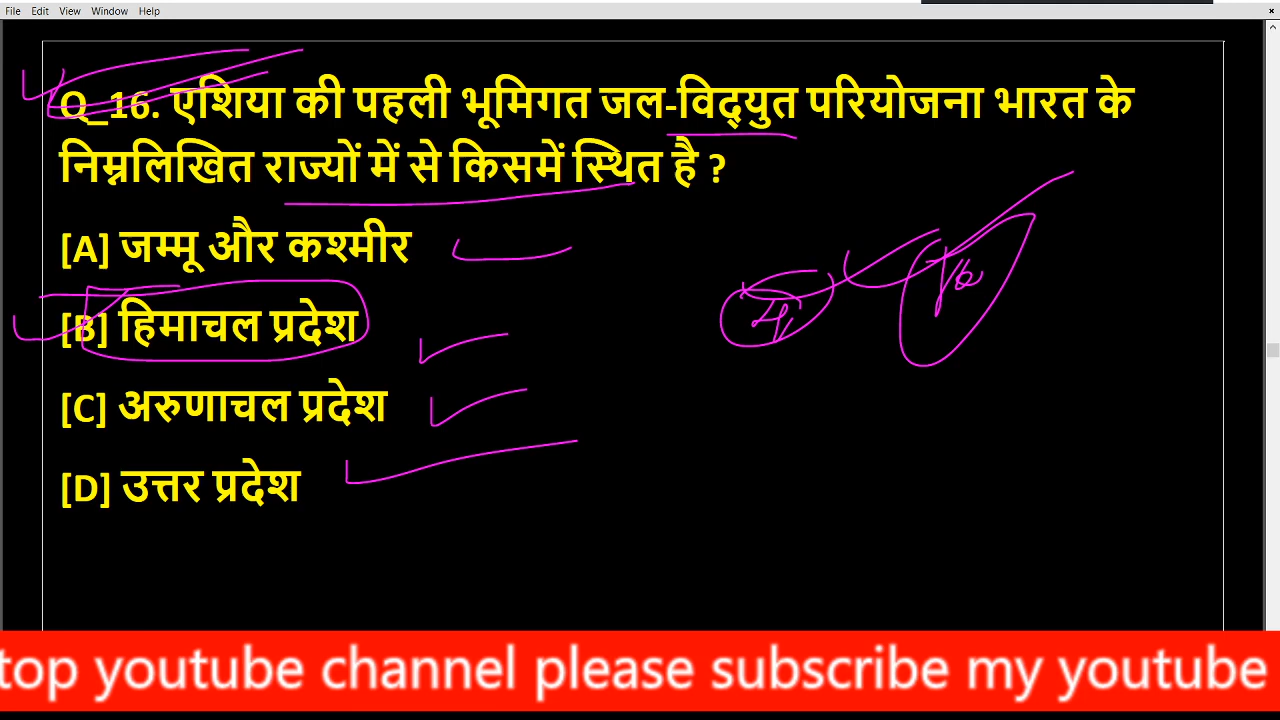 File Edit View Window Help
Q_16. एशिया की पहली भूमिगत जल-विद्युत परियोजना भारत के
निम्नलिखित राज्यों में से किसमें स्थित है ?
[A] जम्मू और कश्मीर
[B] हिमाचल प्रदेश
[C] अरुणाचल प्रदेश
[D] उत्तर प्रदेश
top youtube channel please subscribe my youtube